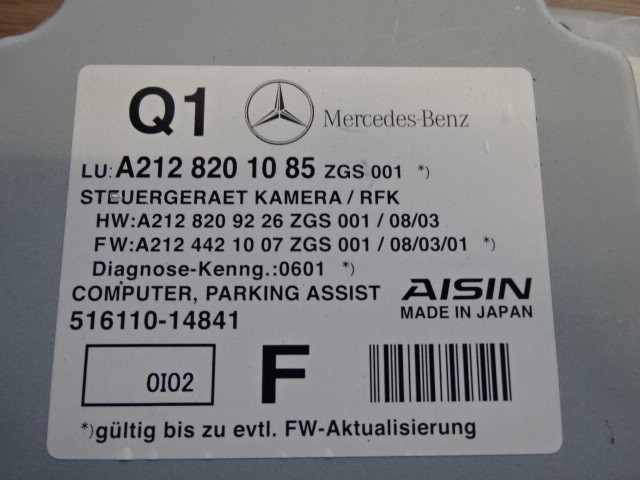 Q1 Mercedes-Benz
LU:A212 820 10 85 ZGS 001 *)
STEUERGERAET KAMERA / RFK
HW:A212 820 92 26 ZGS 001 / 08/03
FW:A212 442 10 07 ZGS 001 / 08/03/01 *)
Diagnose-Kenng.:0601 *)
COMPUTER, PARKING ASSIST AISIN
516110-14841 MADE IN JAPAN
0I02 F
*)gültig bis zu evtl. FW-Aktualisierung